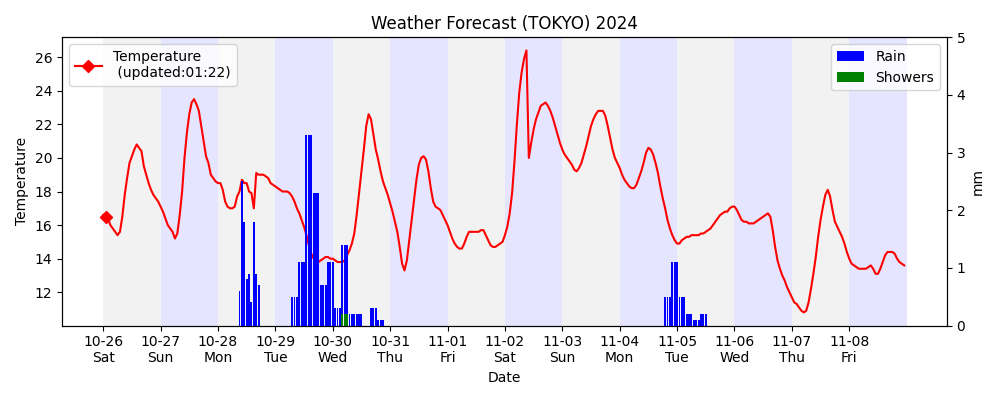 Weather Forecast (TOKYO) 2024
Temperature
(updated:01:22)
Rain
Showers
Temperature
26
24
22
20
18
16
14
12
5
4
3
2
1
0
mm
10-26 10-27 10-28 10-29 10-30 10-31 11-01 11-02 11-03 11-04 11-05 11-06 11-07 11-08
Sat Sun Mon Tue Wed Thu Fri Sat Sun Mon Tue Wed Thu Fri
Date